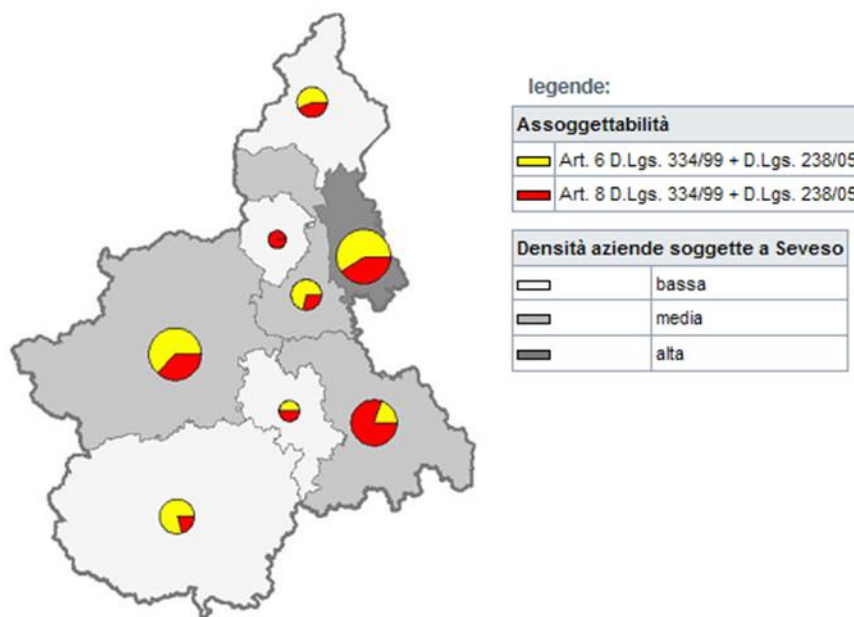 legende:
Assoggettabilità
Art. 6 D.Lgs. 334/99 + D.Lgs. 238/05
Art. 8 D.Lgs. 334/99 + D.Lgs. 238/05
Densità aziende soggette a Seveso
bassa
media
alta